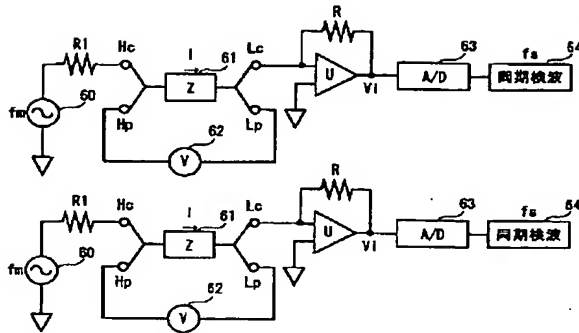 R1 Hc I 61 Lc R 63 fs 64
fm 60 Z U Vi A/D 同期検波
Hp 62 Lp
V
R1 Hc I 61 Lc R 63 fs 64
fm 60 Z U Vi A/D 同期検波
Hp 62 Lp
V